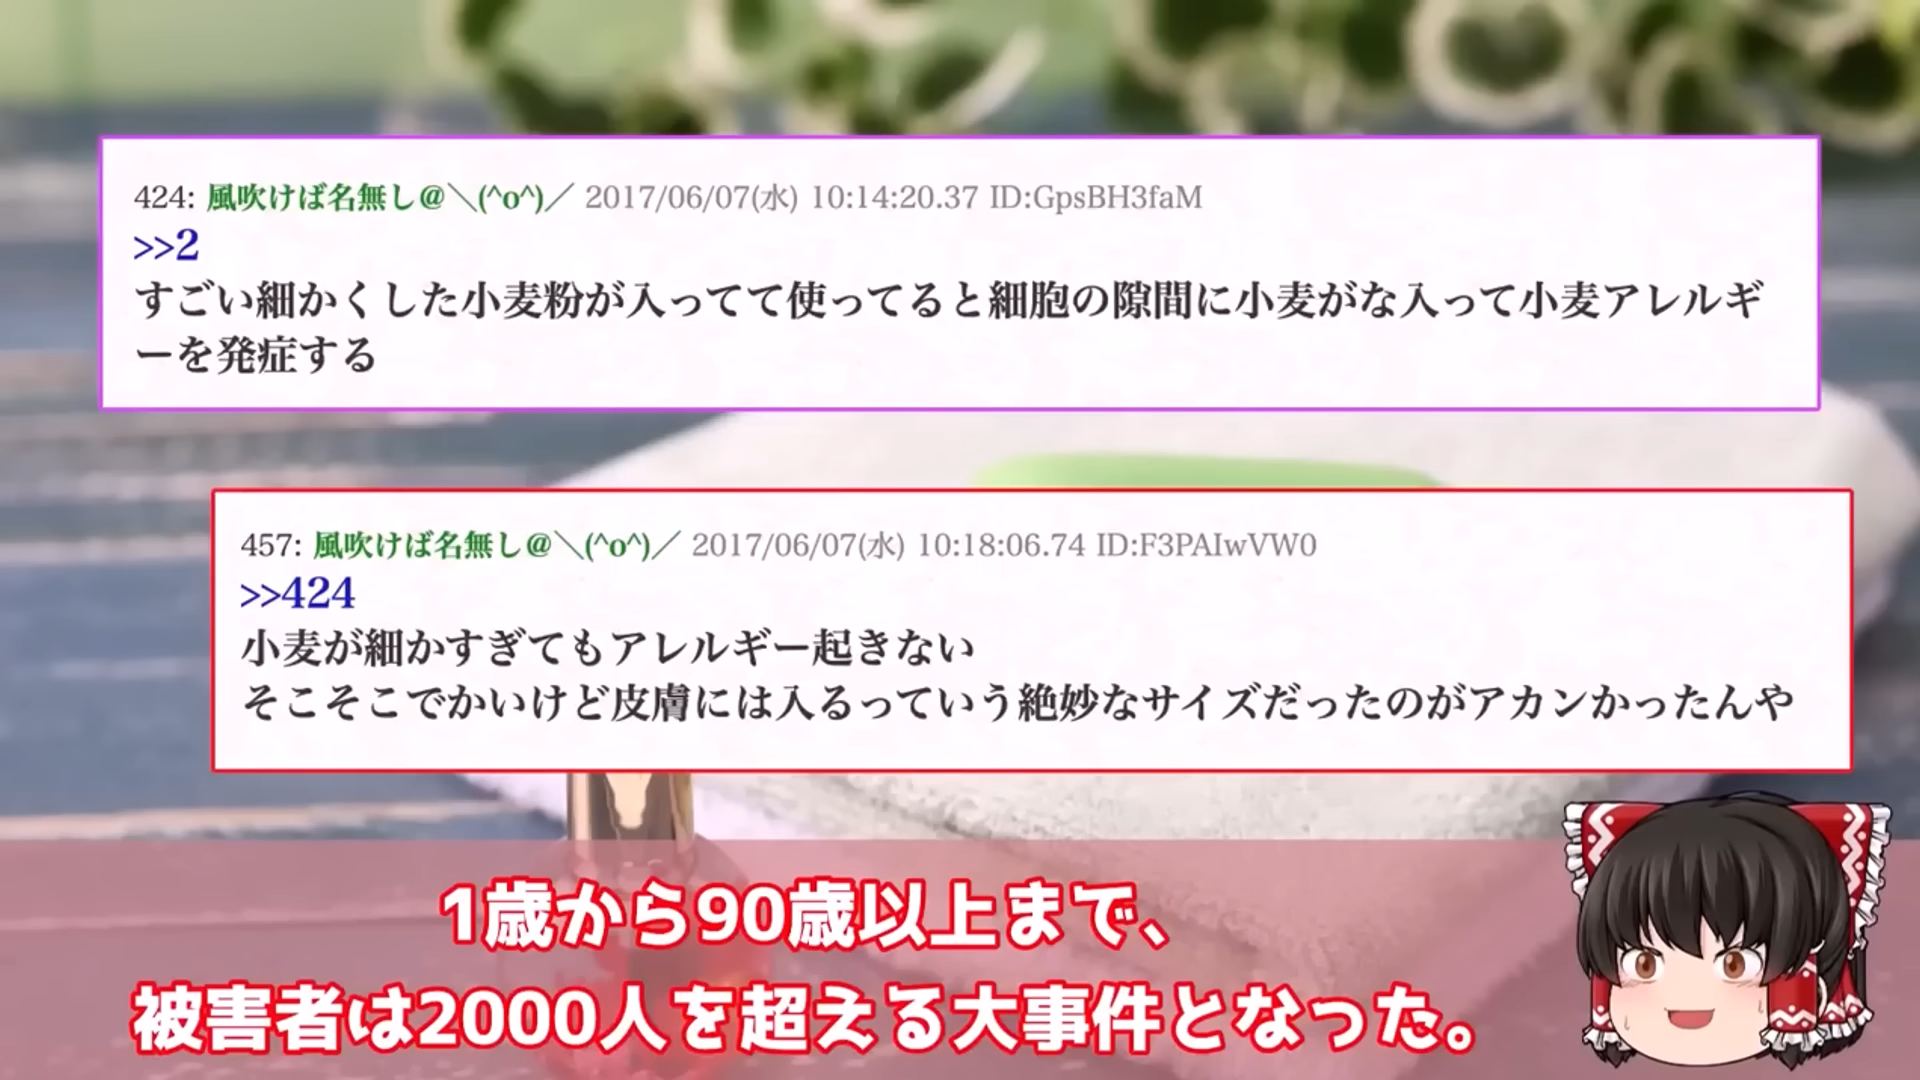 424: 風吹けば名無し@＼(^o^)／ 2017/06/07(水) 10:14:20.37 ID:GpsBH3faM
>>2
すごい細かくした小麦粉が入ってて使ってると細胞の隙間に小麦がな入って小麦アレルギ
ーを発症する
457: 風吹けば名無し@＼(^o^)／ 2017/06/07(水) 10:18:06.74 ID:F3PAIwVW0
>>424
小麦が細かすぎてもアレルギー起きない
そこそこでかいけど皮膚には入るっていう絶妙なサイズだったのがアカンかったんや
1歳から90歳以上まで、
被害者は2000人を超える大事件となった。